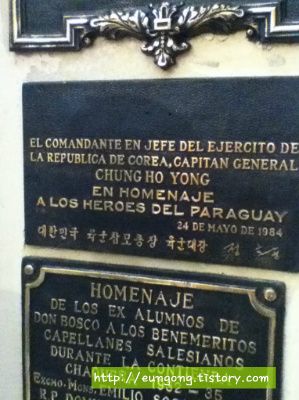 EL COMANDANTE EN JEFE DEL EJERCITO DE
LA REPUBLICA DE COREA, CAPITAN GENERAL
CHUNG HO YONG
EN HOMENAJE
A LOS HEROES DEL PARAGUAY
24 DE MAYO DE 1984
대한민국 육군참모총장 육군대장
HOMENAJE
DE LOS EX ALUMNOS DE
DON BOSCO A LOS BENEMERITOS
CAPELLANES SALESIANOS
DURANTE LA
35
http://eungong.tistory.com
EXCMO. MONS. EMILIO
R.P.